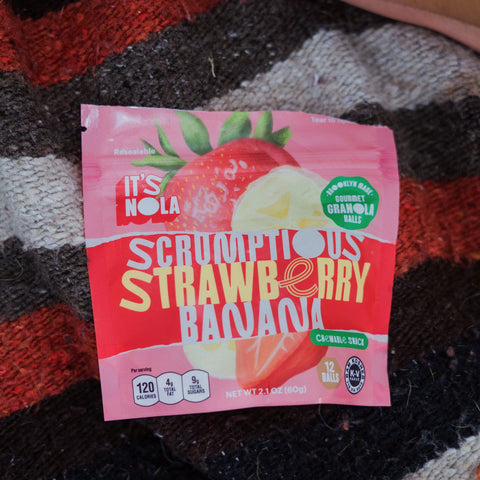 Tear
Resealable
IT'S
NOLA
BROOKLYN MADE
GOURMET
GRANOLA
BALLS
SCRUMPTIOUS
STRAWBERRY
BANANA
CHEWABLE SNACK
Per serving
120
CALORIES
4g
TOTAL
FAT
9g
TOTAL
SUGARS
12
BALLS
K-V
NET WT 2.1 OZ (60g)